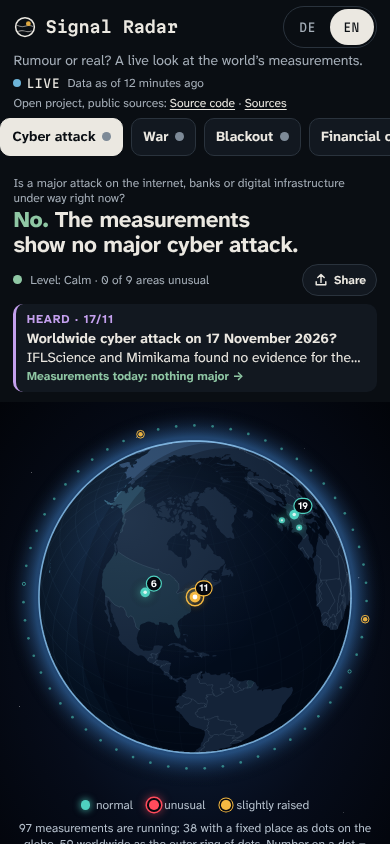 Signal Radar
DE
EN
Rumour or real? A live look at the world's measurements.
LIVE Data as of 12 minutes ago
Open project, public sources: Source code · Sources
Cyber attack
War
Blackout
Financial c
Is a major attack on the internet, banks or digital infrastructure
under way right now?
No. The measurements
show no major cyber attack.
Level: Calm · 0 of 9 areas unusual
Share
HEARD · 17/11
Worldwide cyber attack on 17 November 2026?
IFLScience and Mimikama found no evidence for the…
Measurements today: nothing major →
19
6
11
normal
unusual
slightly raised
97 measurements are running: 38 with a fixed place as dots on the
globe, 59 worldwide as the outer ring of dots. Number on a dot =